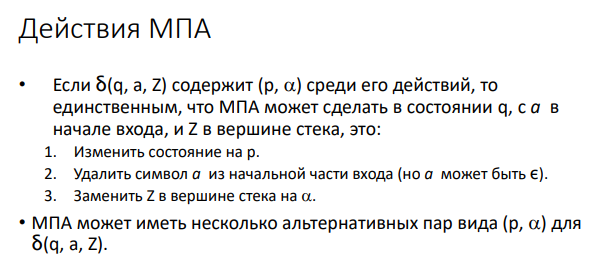 Действия МПА
• Если δ(q, a, Z) содержит (p, α) среди его действий, то
единственным, что МПА может сделать в состоянии q, с a в
начале входа, и Z в вершине стека, это:
1. Изменить состояние на p.
2. Удалить символ a из начальной части входа (но a может быть ϵ).
3. Заменить Z в вершине стека на α.
• МПА может иметь несколько альтернативных пар вида (p, α) для
δ(q, a, Z).